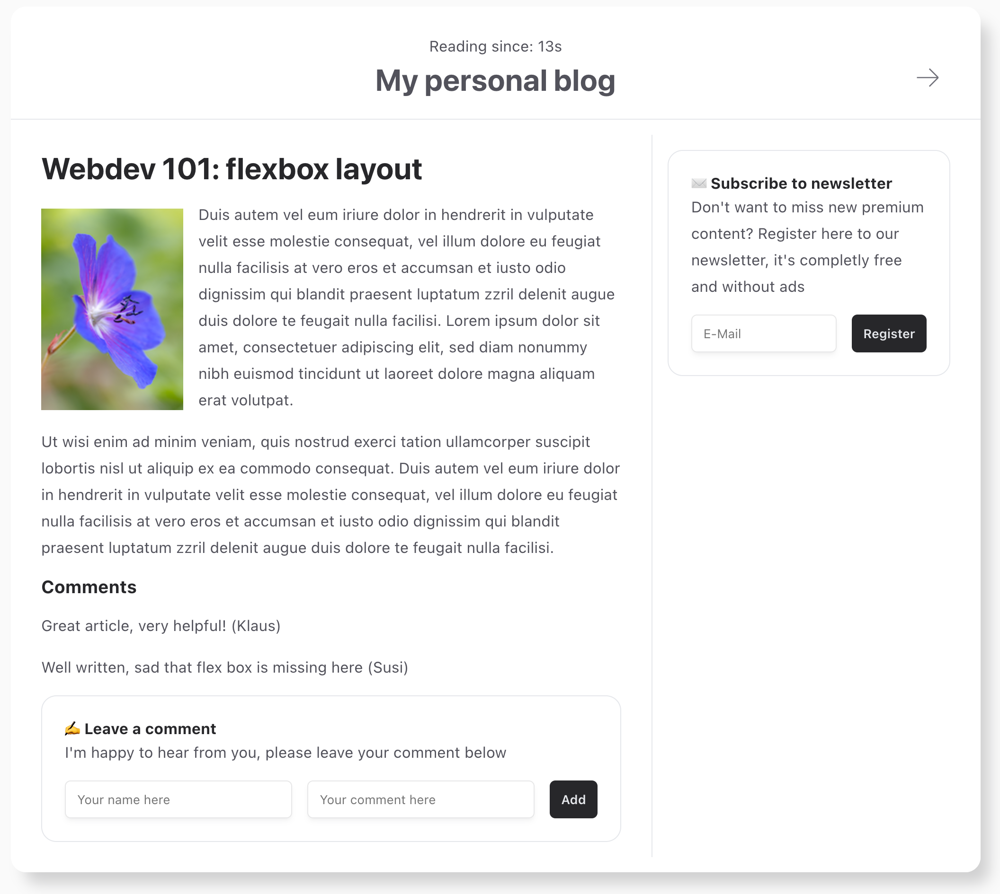 Reading since: 13s
My personal blog
Webdev 101: flexbox layout
Duis autem vel eum iriure dolor in hendrerit in vulputate
velit esse molestie consequat, vel illum dolore eu feugiat
nulla facilisis at vero eros et accumsan et iusto odio
dignissim qui blandit praesent luptatum zzril delenit augue
duis dolore te feugait nulla facilisi. Lorem ipsum dolor sit
amet, consectetuer adipiscing elit, sed diam nonummy
nibh euismod tincidunt ut laoreet dolore magna aliquam
erat volutpat.
Ut wisi enim ad minim veniam, quis nostrud exerci tation ullamcorper suscipit
lobortis nisl ut aliquip ex ea commodo consequat. Duis autem vel eum iriure dolor
in hendrerit in vulputate velit esse molestie consequat, vel illum dolore eu feugiat
nulla facilisis at vero eros et accumsan et iusto odio dignissim qui blandit
praesent luptatum zzril delenit augue duis dolore te feugait nulla facilisi.
Comments
Great article, very helpful! (Klaus)
Well written, sad that flex box is missing here (Susi)
✍️ Leave a comment
I'm happy to hear from you, please leave your comment below
Your name here
Your comment here
Add
✉️ Subscribe to newsletter
Don't want to miss new premium
content? Register here to our
newsletter, it's completly free
and without ads
E-Mail
Register